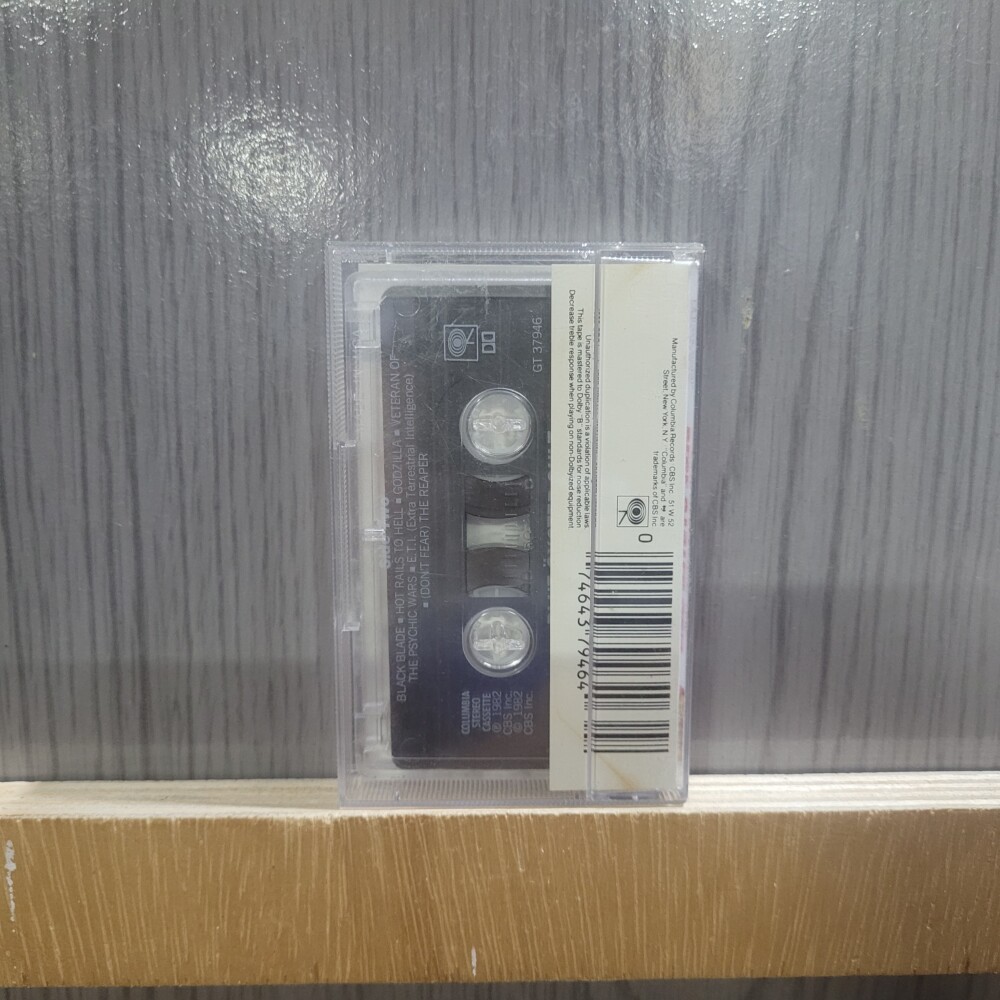 BLACK BLADE ■ HOT RAILS TO HELL ■ GODZILLA ■ VETERAN OF
THE PSYCHIC WARS ■ E.T.I. (Extra Terrestrial Intelligence)
■ (DON'T FEAR) THE REAPER
COLUMBIA
STEREO
CASSETTE
℗ 1982
CBS Inc.
© 1982
CBS Inc.
GT 37946
Unauthorized duplication is a violation of applicable laws
This tape is mastered to Dolby "B" standards for noise reduction
Decrease treble response when playing on non-Dolbyized equipment
Manufactured by Columbia Records/CBS Inc./51 W. 52
Street, New York, N.Y. "Columbia" and are
trademarks of CBS Inc.
0
74643 79464